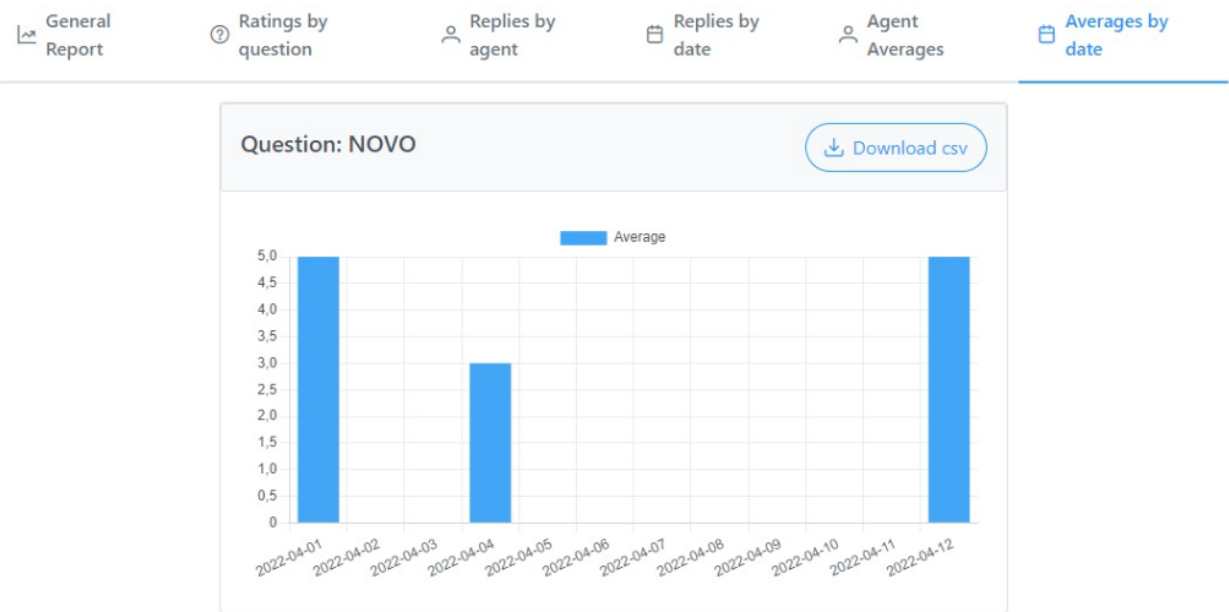 General Report
Ratings by question
Replies by agent
Replies by date
Agent Averages
Averages by date
Question: NOVO
Download csv
Average
5,0
4,5
4,0
3,5
3,0
2,5
2,0
1,5
1,0
0,5
0
2022-04-01
2022-04-02
2022-04-03
2022-04-04
2022-04-05
2022-04-06
2022-04-07
2022-04-08
2022-04-09
2022-04-10
2022-04-11
2022-04-12